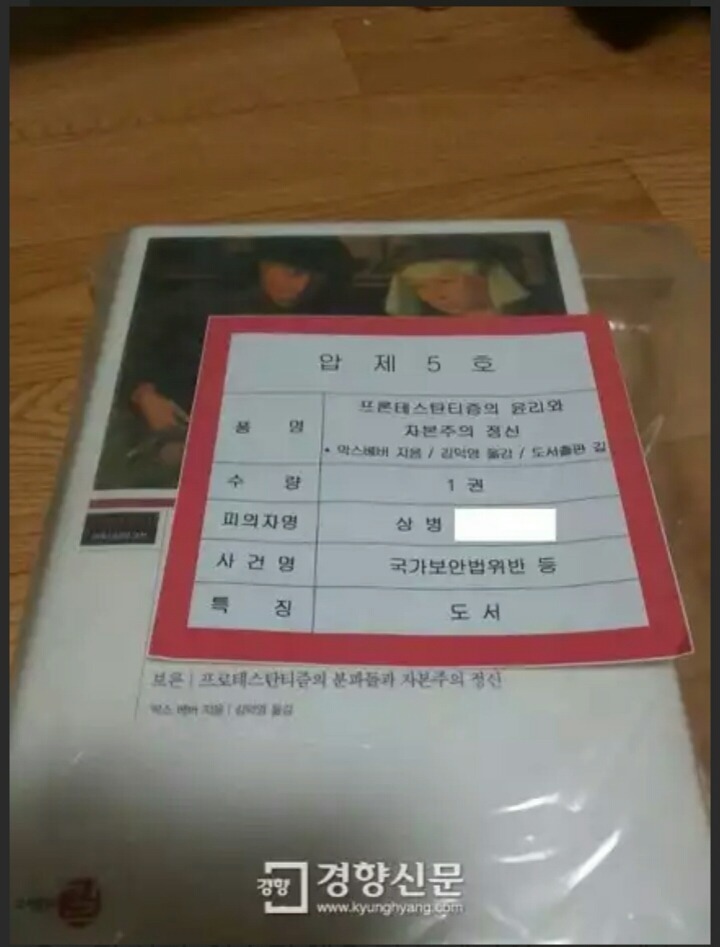 압 제 5 호
품 명
프론테스탄티즘의 윤리와
자본주의 정신
• 막스베버 지음 / 김덕영 옮김 / 도서출판 길
수 량
1 권
피의자명
상 병
사 건 명
국가보안법위반 등
특 징
도 서
보론 | 프로테스탄티즘의 분파들과 자본주의 정신
막스 베버 지음 | 김덕영 옮김
길
경향 경향신문
www.kyunghyang.com